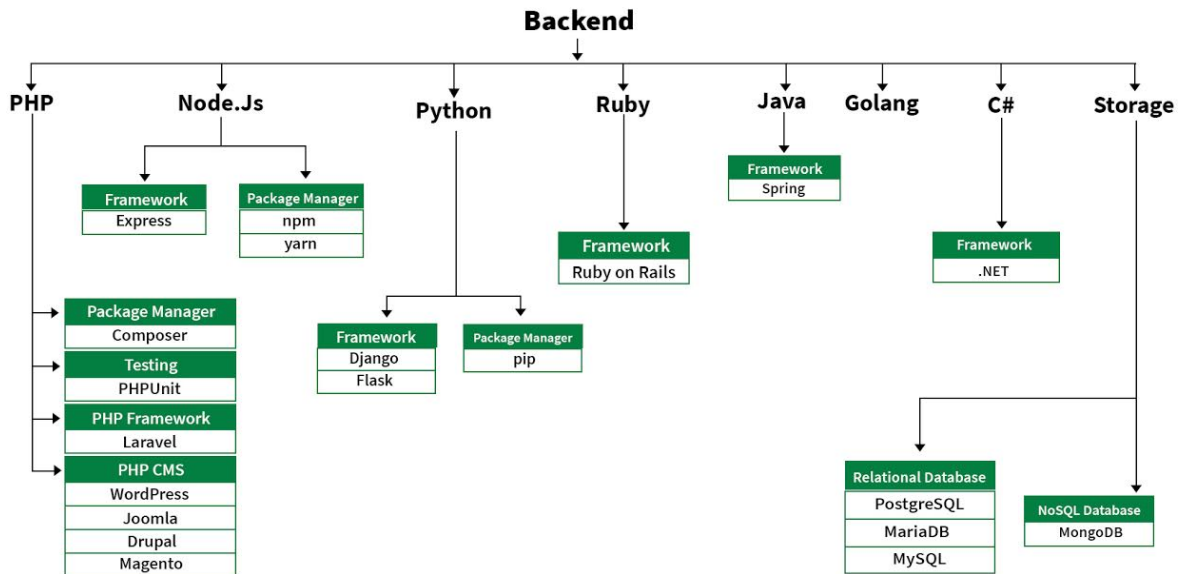 Backend
PHP
Node.Js
Python
Ruby
Java
Golang
C#
Storage
Framework
Express
Package Manager
npm
yarn
Framework
Spring
Framework
Ruby on Rails
Framework
.NET
Package Manager
Composer
Testing
PHPUnit
PHP Framework
Laravel
PHP CMS
WordPress
Joomla
Drupal
Magento
Framework
Django
Flask
Package Manager
pip
Relational Database
PostgreSQL
MariaDB
MySQL
NoSQL Database
MongoDB